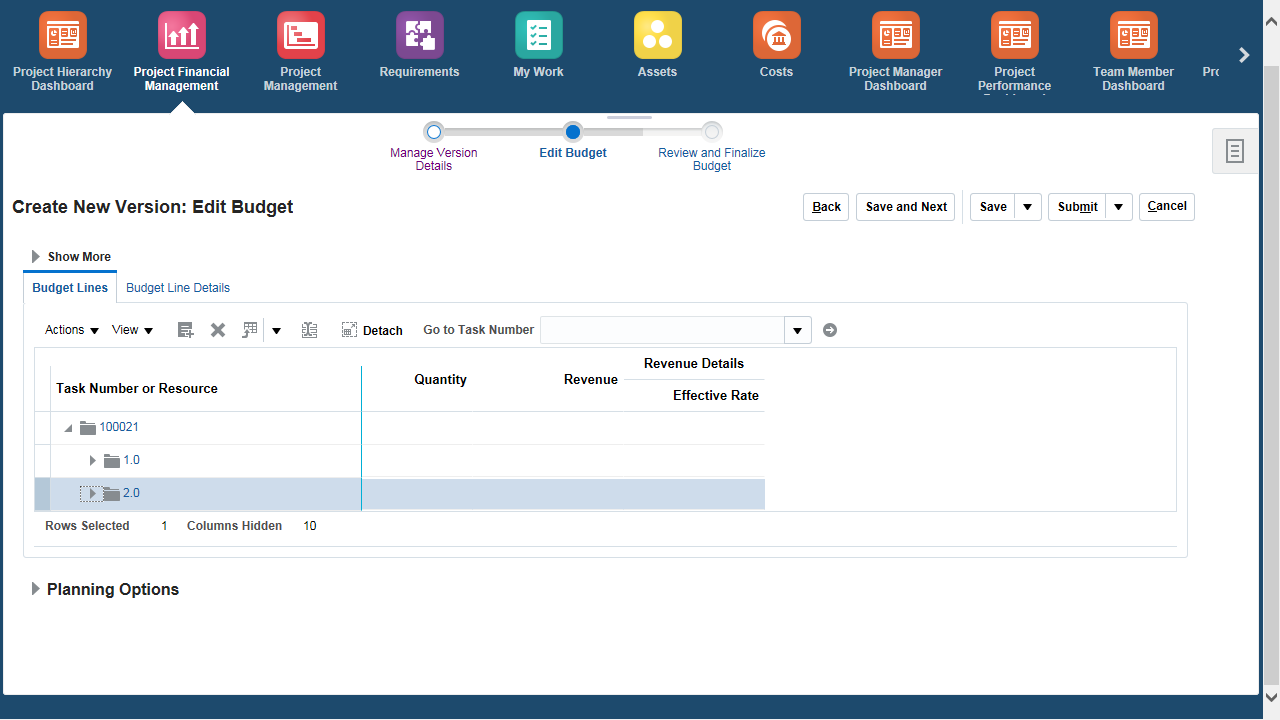 Project Hierarchy
Dashboard
Project Financial
Management
Project
Management
Requirements
My Work
Assets
Costs
Project Manager
Dashboard
Project
Performance
Team Member
Dashboard
Manage Version
Details
Edit Budget
Review and Finalize
Budget
Create New Version: Edit Budget
Back
Save and Next
Save
Submit
Cancel
Show More
Budget Lines
Budget Line Details
Actions
View
Detach
Go to Task Number
Task Number or Resource
Quantity
Revenue
Revenue Details
Effective Rate
100021
1.0
2.0
Rows Selected 1 Columns Hidden 10
Planning Options